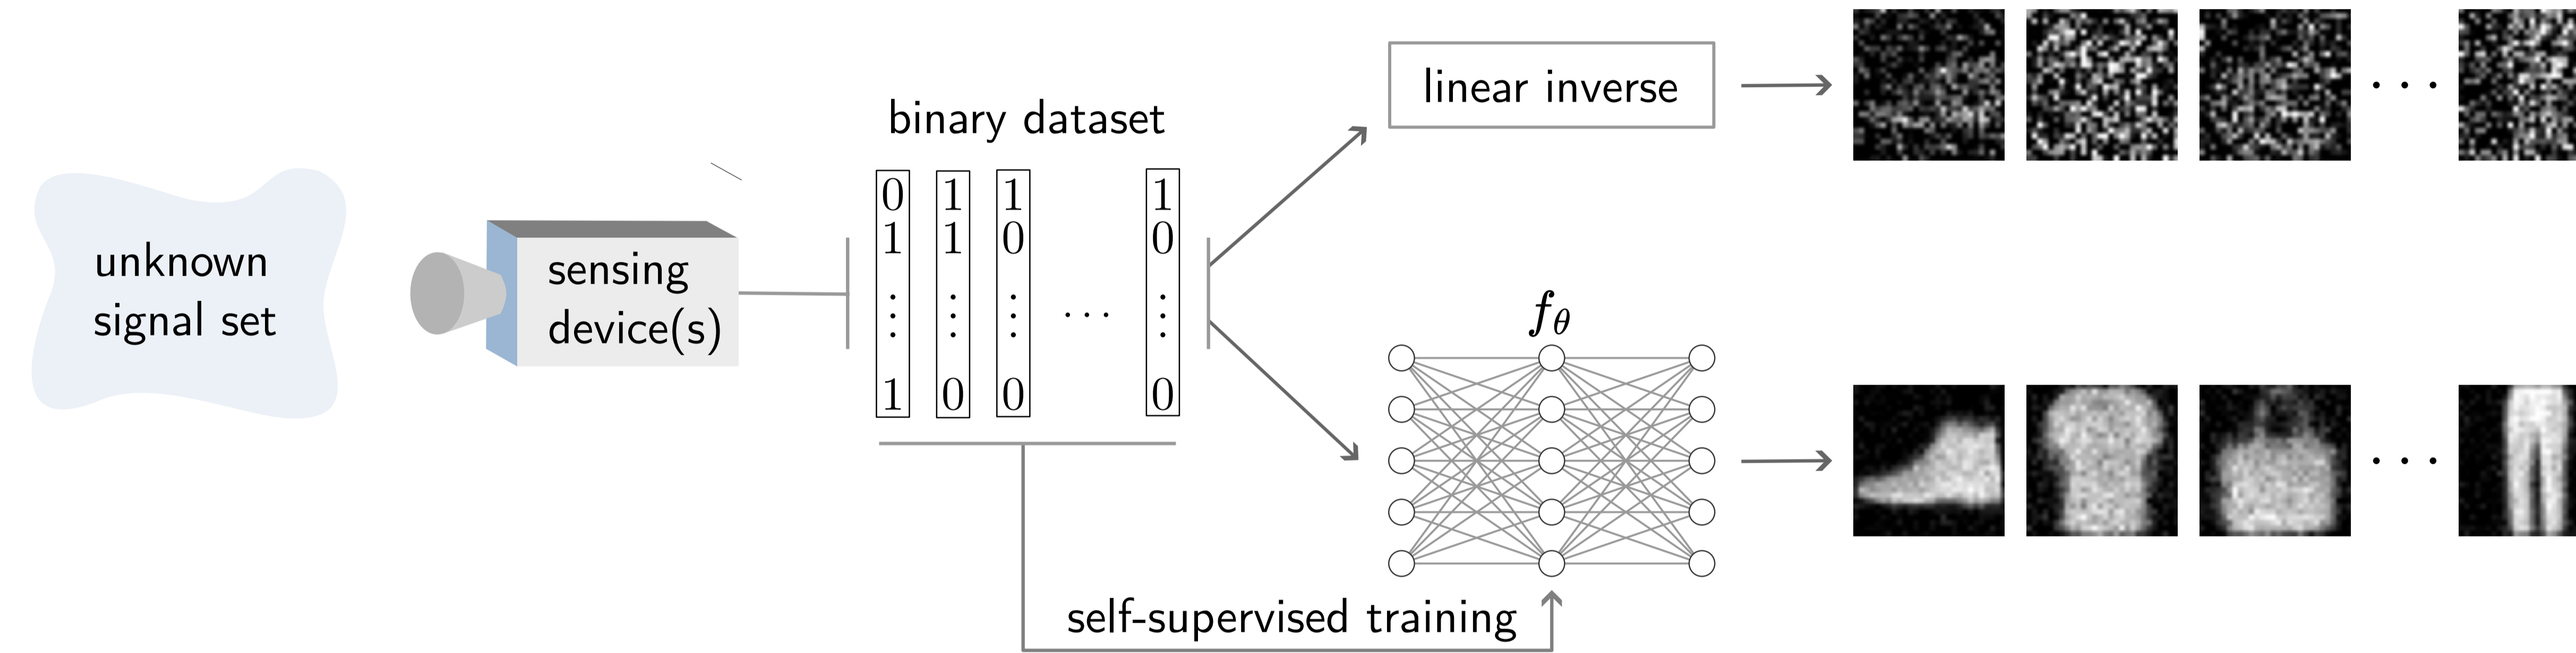 unknown
signal set
sensing
device(s)
binary dataset
0 1 1 1
1 1 0 0
⋮ ⋮ ⋮ ⋯ ⋮
1 0 0 0
linear inverse
· · ·
f_θ
· · ·
self-supervised training